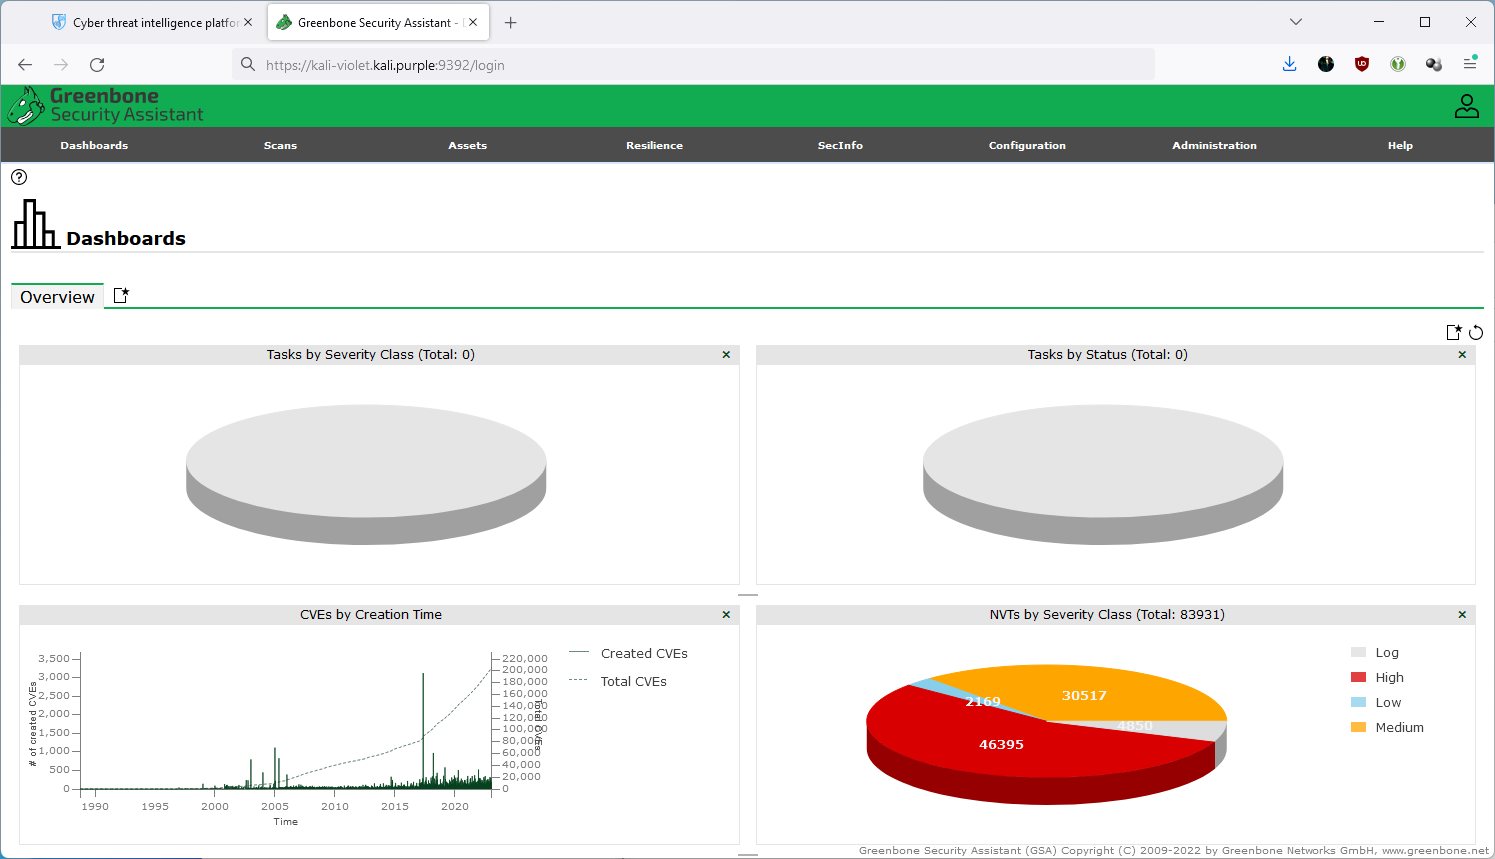 Cyber threat intelligence platfor
Greenbone Security Assistant -
https://kali-violet.kali.purple:9392/login
Greenbone
Security Assistant
Dashboards Scans Assets Resilience SecInfo Configuration Administration Help
Dashboards
Overview
Tasks by Severity Class (Total: 0)
Tasks by Status (Total: 0)
CVEs by Creation Time
# of created CVEs
3,500
3,000
2,500
2,000
1,500
1,000
500
0
1990 1995 2000 2005 2010 2015 2020
Time
220,000
200,000
180,000
160,000
140,000
120,000
100,000
80,000
60,000
40,000
20,000
0
Total CVEs
Created CVEs
Total CVEs
NVTs by Severity Class (Total: 83931)
30517
2169
4850
46395
Log
High
Low
Medium
Greenbone Security Assistant (GSA) Copyright (C) 2009-2022 by Greenbone Networks GmbH, www.greenbone.net